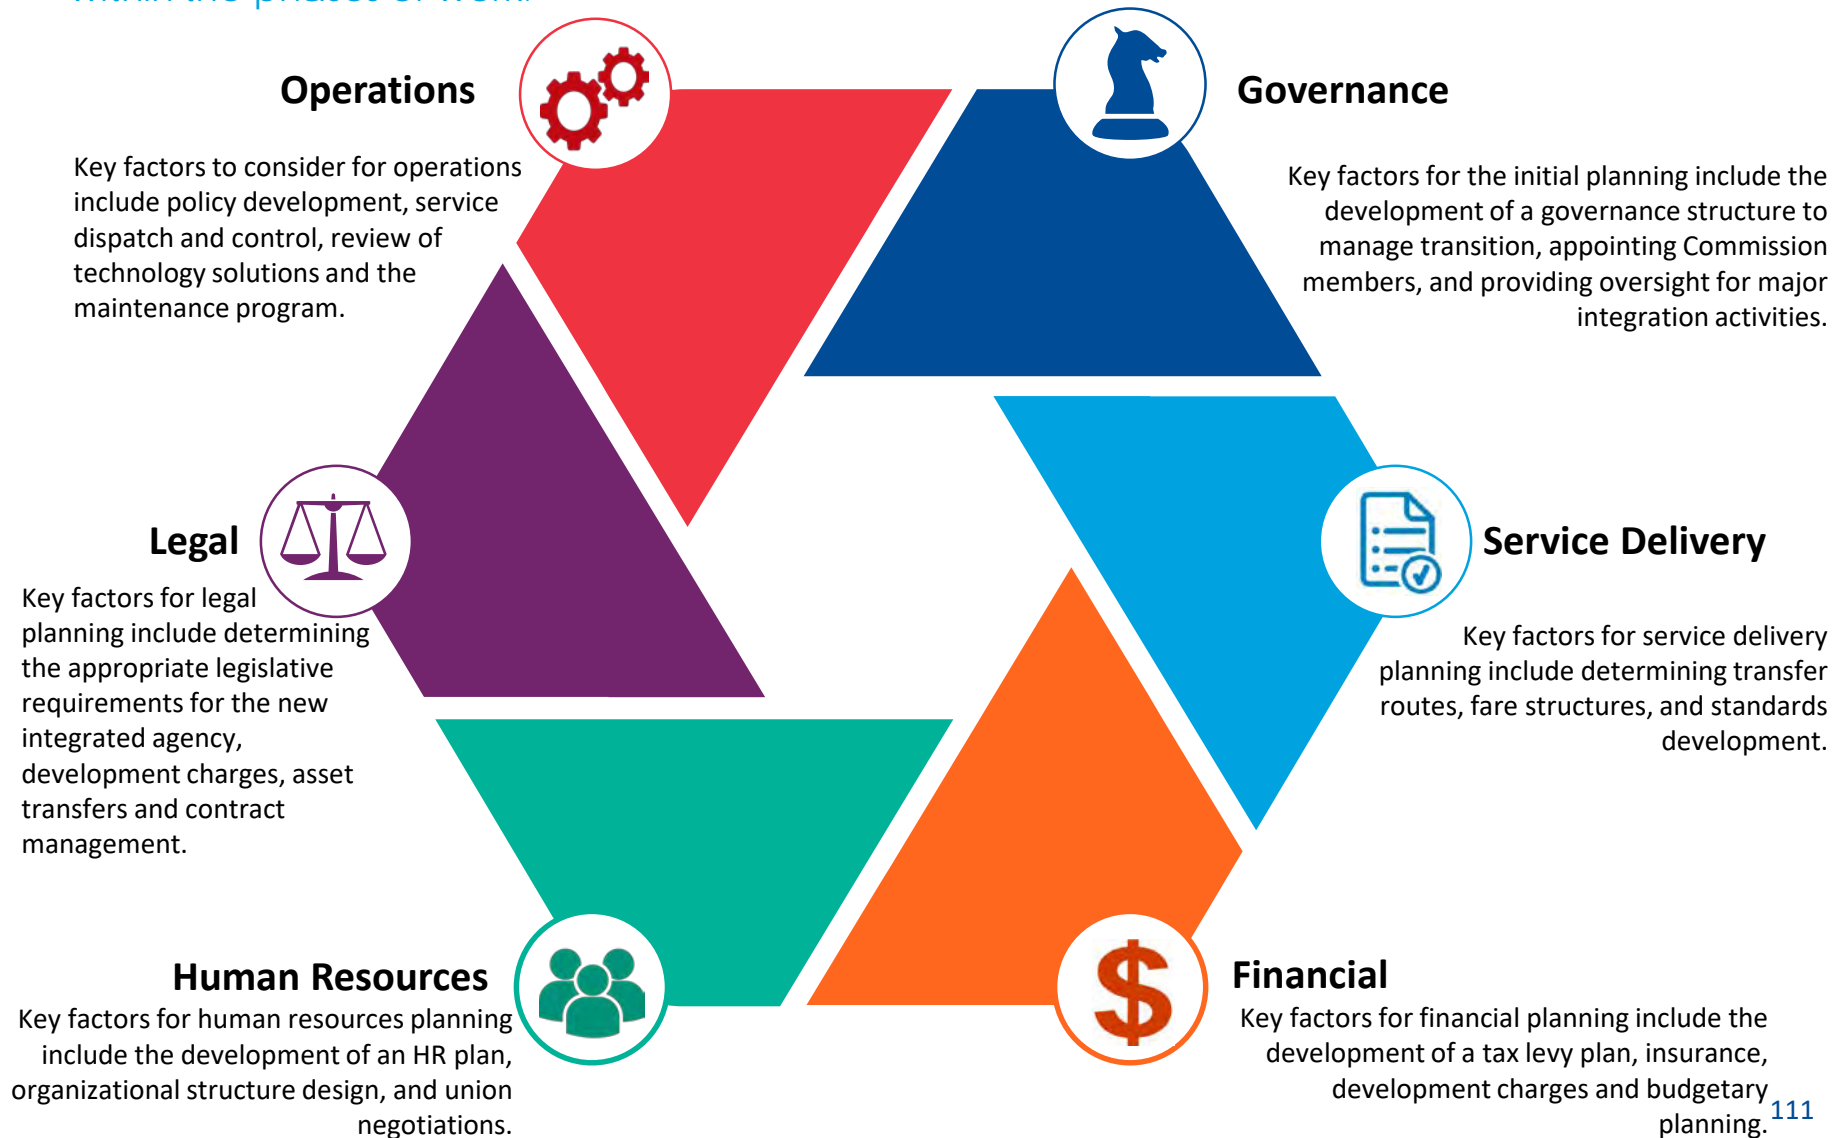 within the phases of work.
Operations
Key factors to consider for operations
include policy development, service
dispatch and control, review of
technology solutions and the
maintenance program.
Governance
Key factors for the initial planning include the
development of a governance structure to
manage transition, appointing Commission
members, and providing oversight for major
integration activities.
Legal
Key factors for legal
planning include determining
the appropriate legislative
requirements for the new
integrated agency,
development charges, asset
transfers and contract
management.
Service Delivery
Key factors for service delivery
planning include determining transfer
routes, fare structures, and standards
development.
Human Resources
Key factors for human resources planning
include the development of an HR plan,
organizational structure design, and union
negotiations.
Financial
Key factors for financial planning include the
development of a tax levy plan, insurance,
development charges and budgetary
planning.
$
111